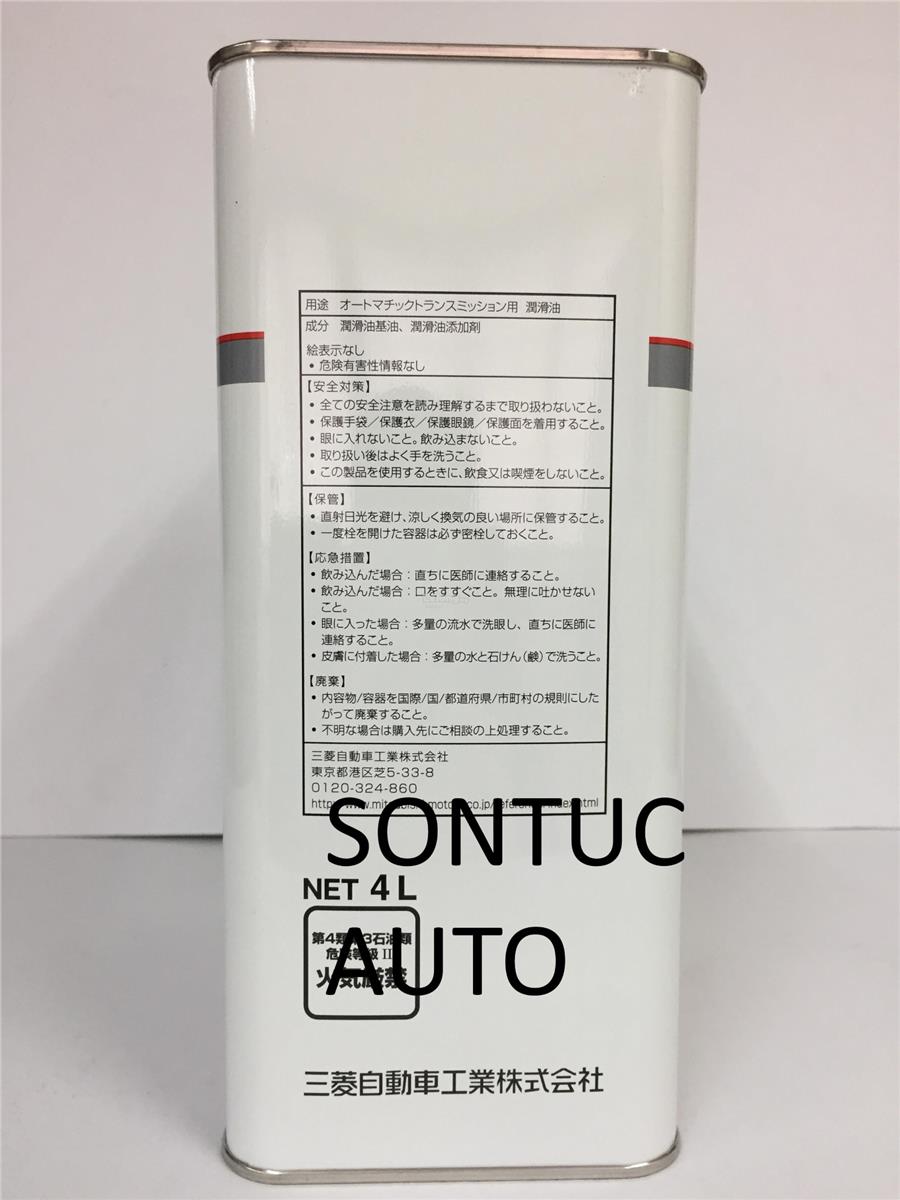 用途 オートマチックトランスミッション用 潤滑油
成分 潤滑油基油、潤滑油添加剤
絵表示なし
• 危険有害性情報なし
【安全対策】
• 全ての安全注意を読み理解するまで取り扱わないこと。
• 保護手袋／保護衣／保護眼鏡／保護面を着用すること。
• 眼に入れないこと。飲み込まないこと。
• 取り扱い後はよく手を洗うこと。
• この製品を使用するときに、飲食又は喫煙をしないこと。
【保管】
• 直射日光を避け、涼しく換気の良い場所に保管すること。
• 一度栓を開けた容器は必ず密栓しておくこと。
【応急措置】
• 飲み込んだ場合：直ちに医師に連絡すること。
• 飲み込んだ場合：口をすすぐこと。無理に吐かせない
こと。
• 眼に入った場合：多量の流水で洗眼し、直ちに医師に
連絡すること。
• 皮膚に付着した場合：多量の水と石けん(鹸)で洗うこと。
【廃棄】
• 内容物/容器を国際/国/都道府県/市町村の規則にした
がって廃棄すること。
• 不明な場合は購入先にご相談の上処理すること。
三菱自動車工業株式会社
東京都港区芝5-33-8
0120-324-860
SONTUC
NET 4L
AUTO
火気厳禁
三菱自動車工業株式会社